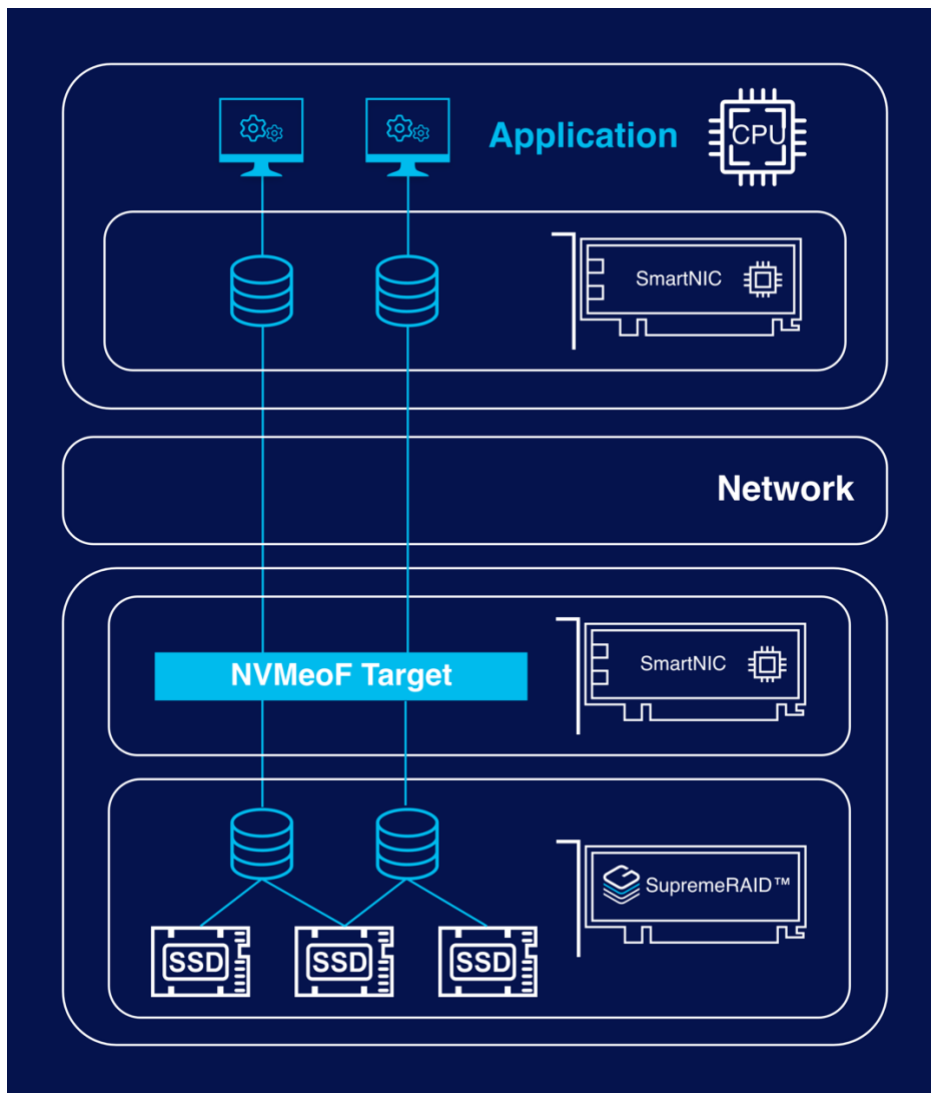 Application
CPU
SmartNIC
Network
NVMeoF Target
SmartNIC
SupremeRAID™
SSD
SSD
SSD